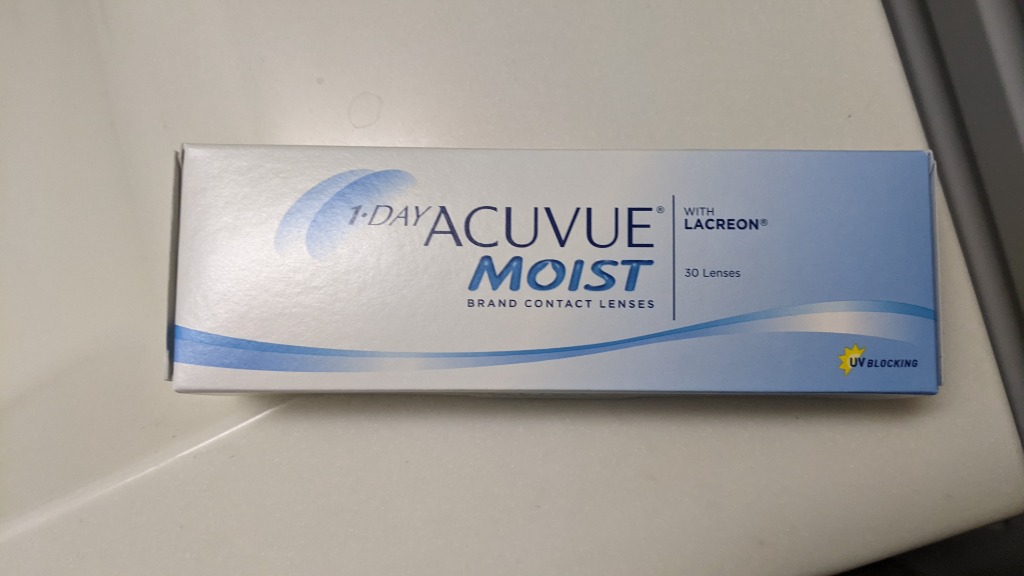 1·DAY ACUVUE®
MOIST
BRAND CONTACT LENSES
WITH
LACREON®
30 Lenses
UV BLOCKING